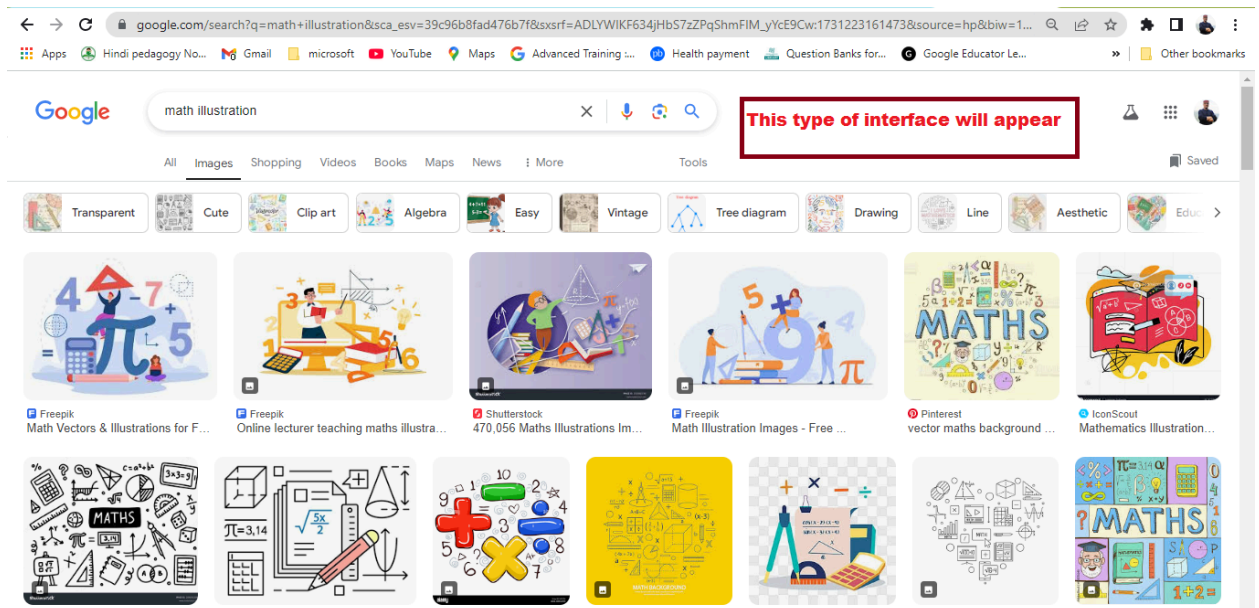 google.com/search?q=math+illustration&sca_esv=39c96b8fad476b7f&sxsrf=ADLYWIKF634jHbS7zZPqShmFIM_yYcE9Cw:1731223161473&source=hp&biw=1...
Apps Hindi pedagogy No... Gmail microsoft YouTube Maps Advanced Training :... Health payment Question Banks for... Google Educator Le... » Other bookmarks
Google math illustration
This type of interface will appear
All Images Shopping Videos Books Maps News More Tools Saved
Transparent Cute Clip art Algebra Easy Vintage Tree diagram Drawing Line Aesthetic Educ
MATHS
Freepik Freepik Shutterstock Freepik Pinterest IconScout
Math Vectors & Illustrations for F... Online lecturer teaching maths illustra... 470,056 Maths Illustrations Im... Math Illustration Images - Free ... vector maths background ... Mathematics Illustration...
MATHS
π=3,14
MATHS